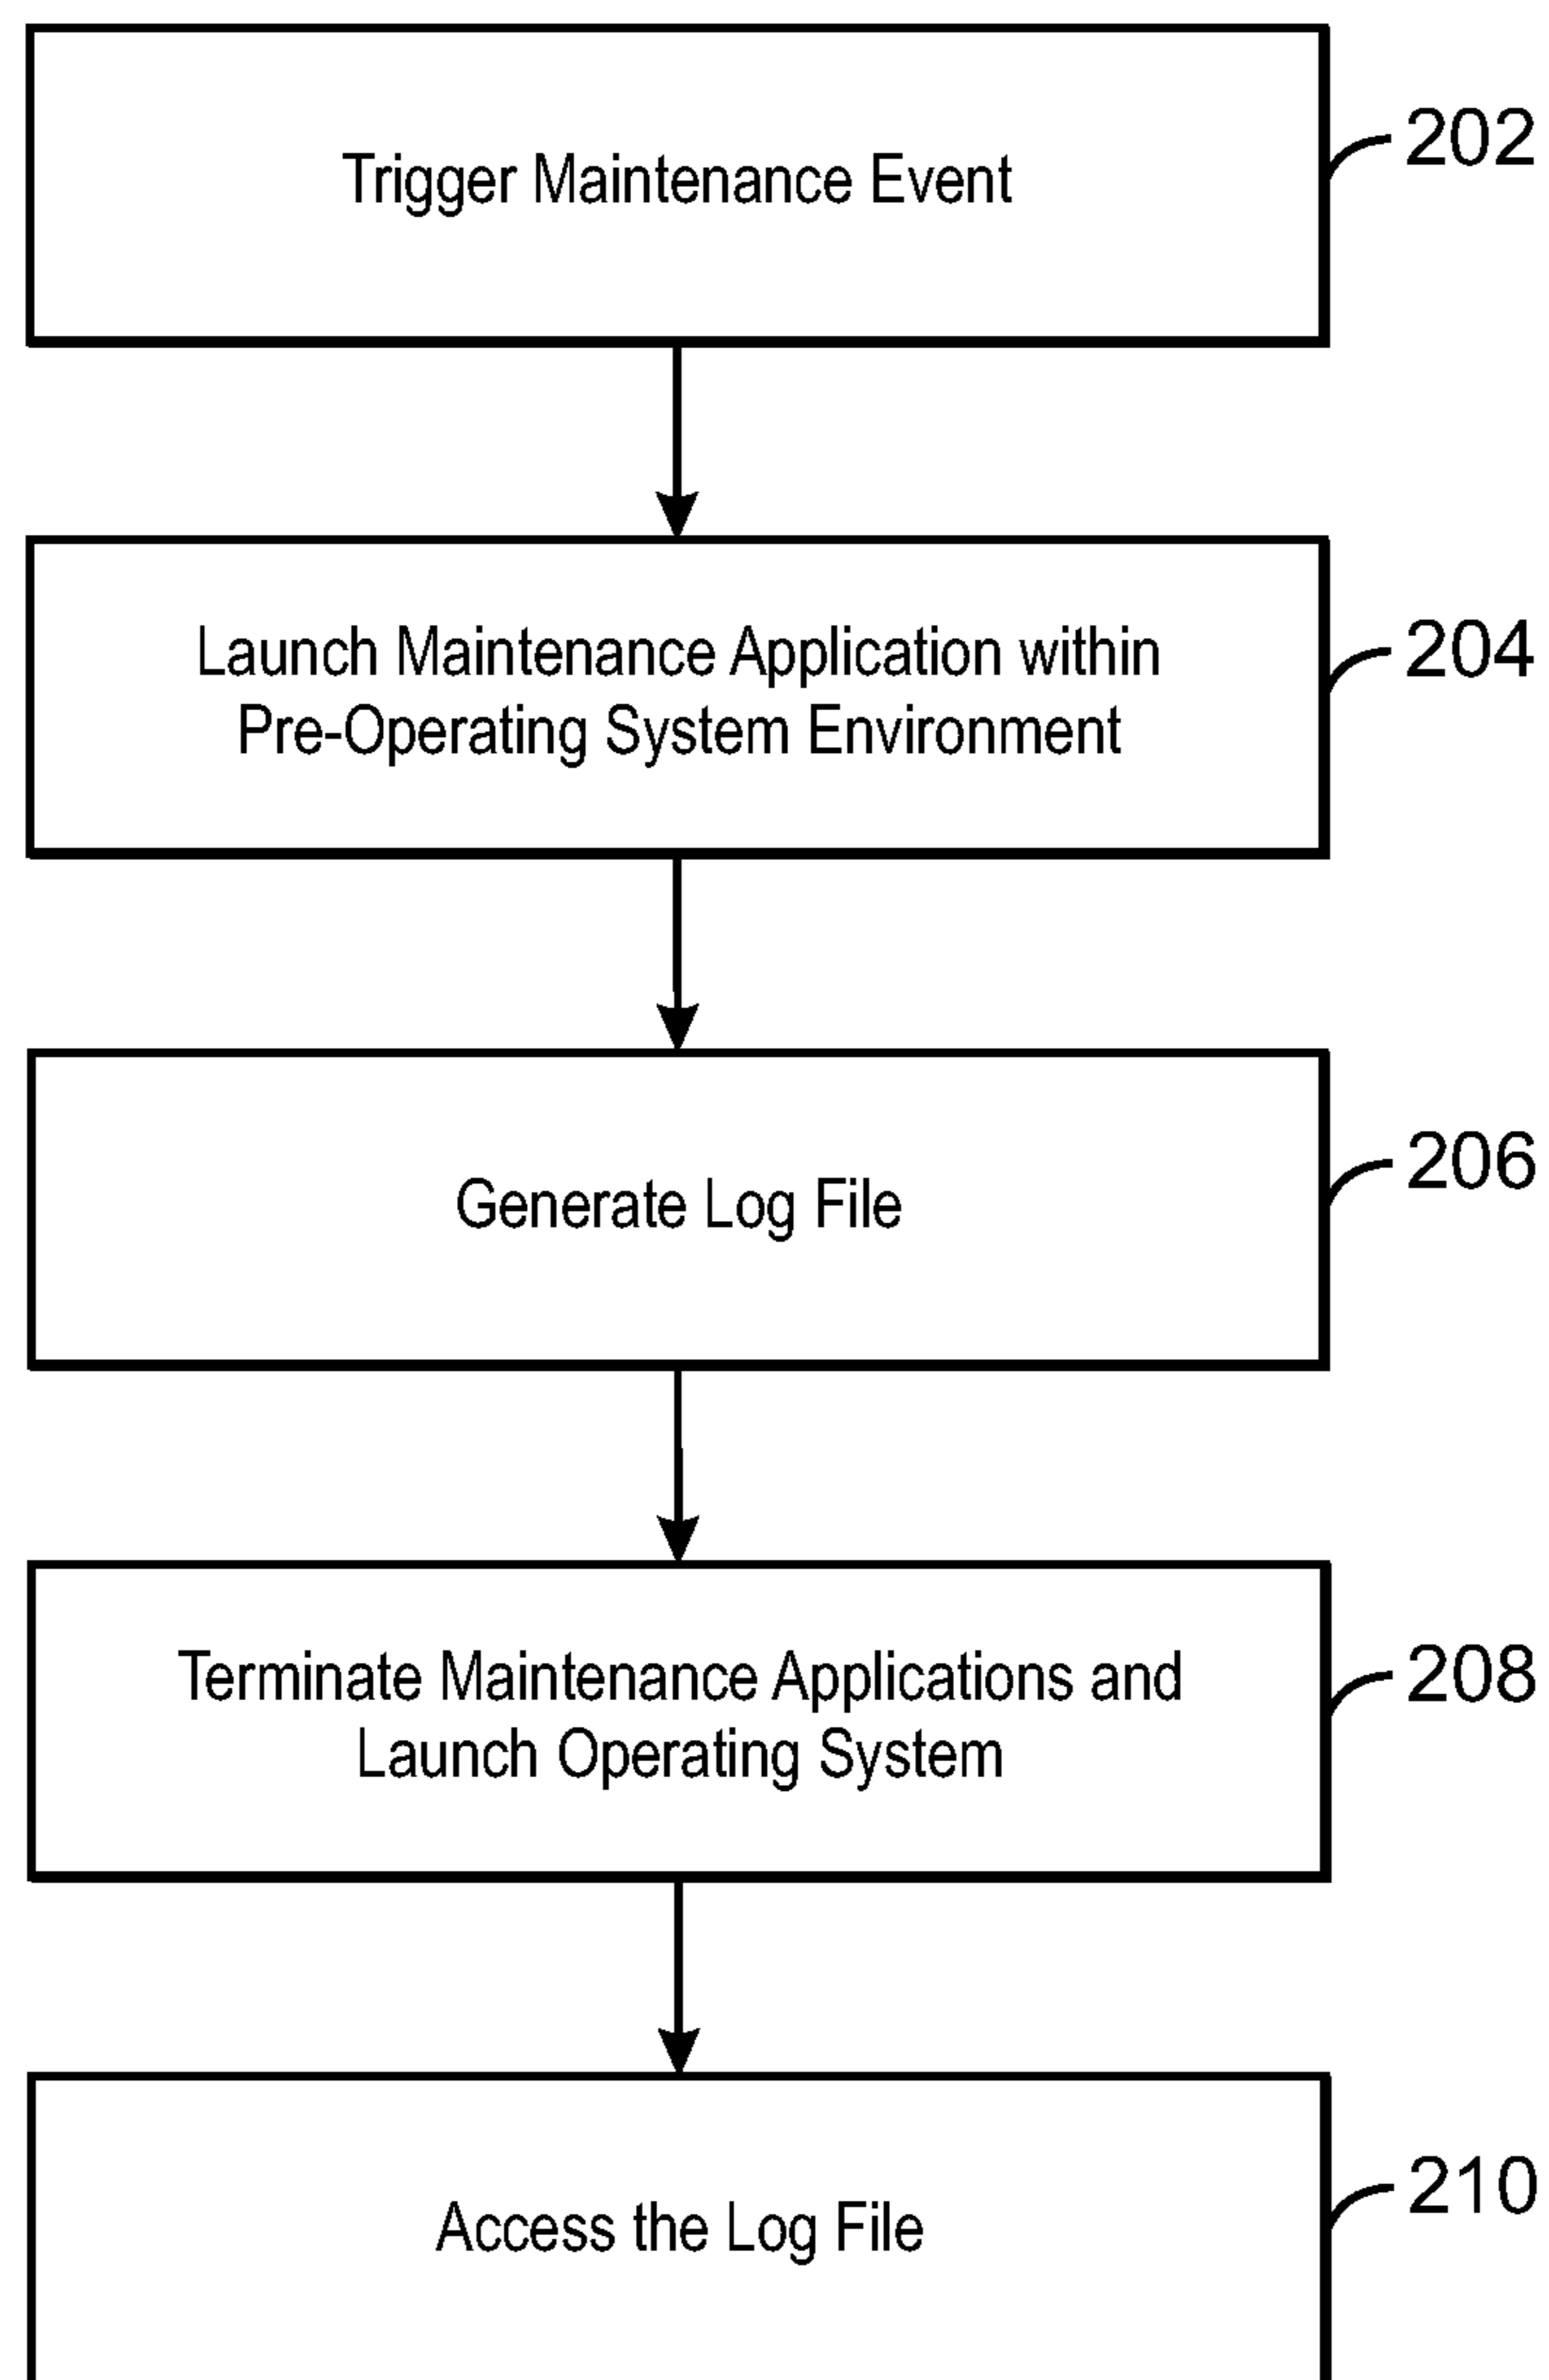 Trigger Maintenance Event
202
Launch Maintenance Application within
Pre-Operating System Environment
204
Generate Log File
206
Terminate Maintenance Applications and
Launch Operating System
208
Access the Log File
210